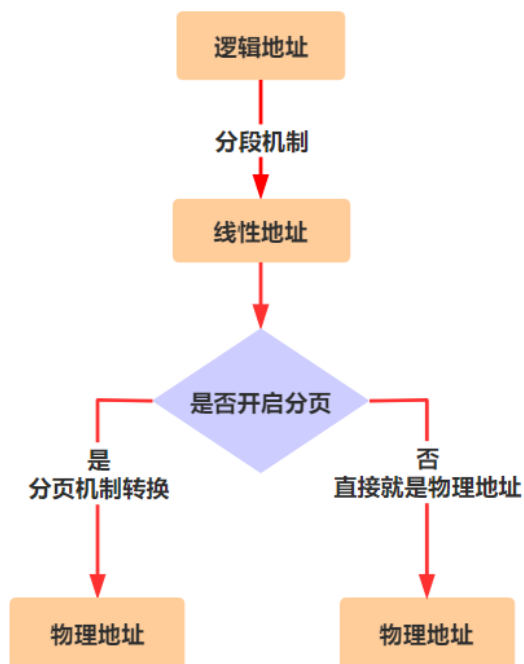 逻辑地址
分段机制
线性地址
是否开启分页
是
分页机制转换
否
直接就是物理地址
物理地址
物理地址